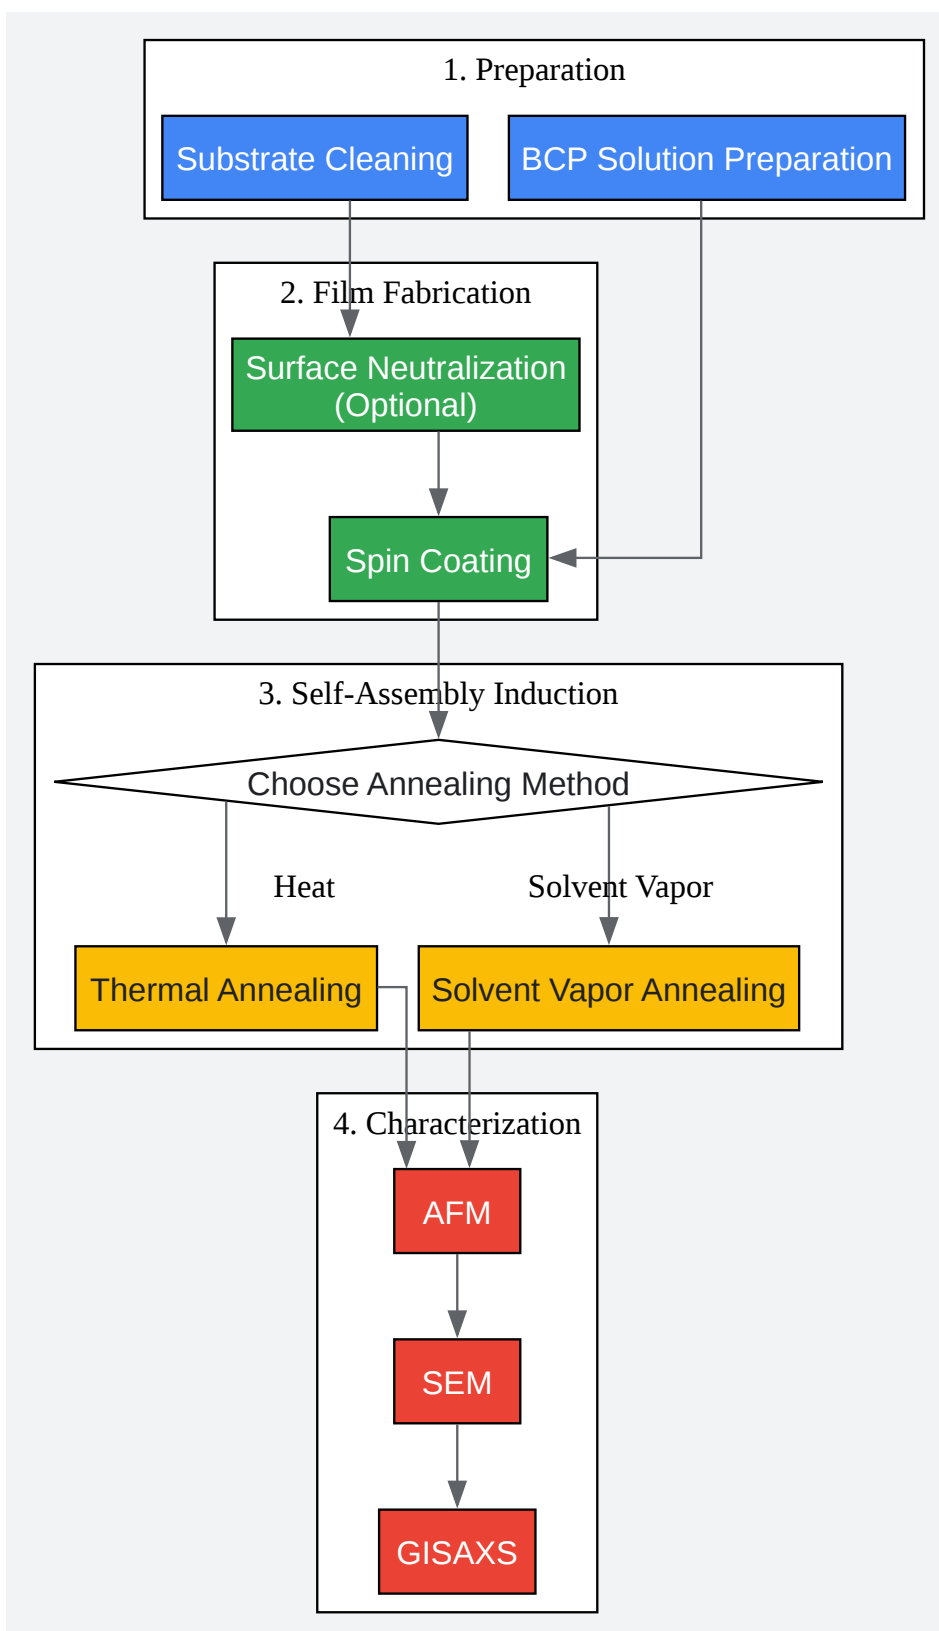 1. Preparation
Substrate Cleaning
BCP Solution Preparation
2. Film Fabrication
Surface Neutralization
(Optional)
Spin Coating
3. Self-Assembly Induction
Choose Annealing Method
Heat
Solvent Vapor
Thermal Annealing
Solvent Vapor Annealing
4. Characterization
AFM
SEM
GISAXS